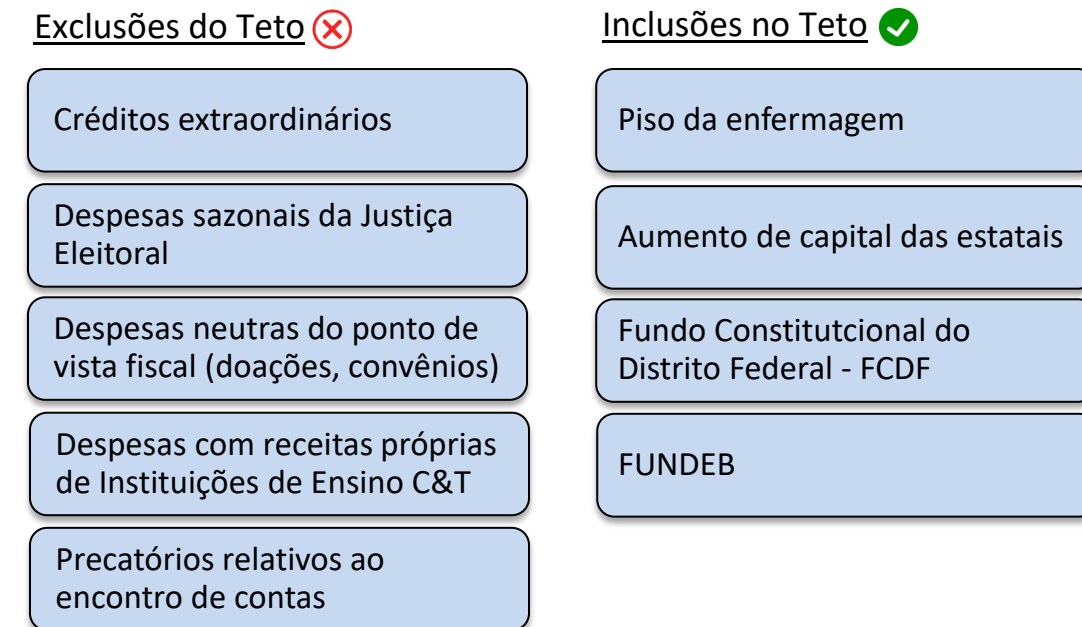 Exclusões do Teto
Créditos extraordinários
Despesas sazonais da Justiça
Eleitoral
Despesas neutras do ponto de
vista fiscal (doações, convênios)
Despesas com receitas próprias
de Instituições de Ensino C&T
Precatórios relativos ao
encontro de contas
Inclusões no Teto
Piso da enfermagem
Aumento de capital das estatais
Fundo Constitutcional do
Distrito Federal - FCDF
FUNDEB